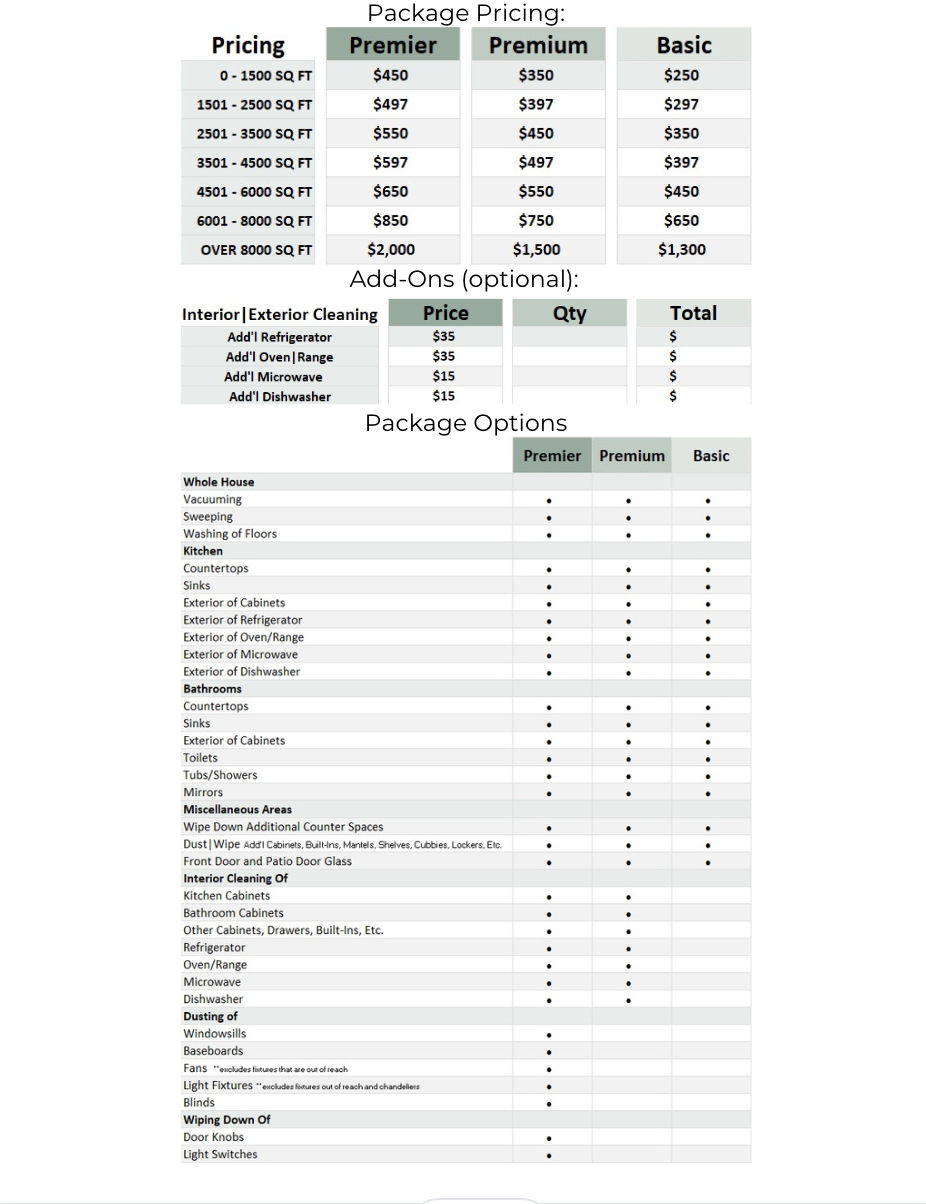 Package Pricing:
Pricing Premier Premium Basic
0 - 1500 SQ FT $450 $350 $250
1501 - 2500 SQ FT $497 $397 $297
2501 - 3500 SQ FT $550 $450 $350
3501 - 4500 SQ FT $597 $497 $397
4501 - 6000 SQ FT $650 $550 $450
6001 - 8000 SQ FT $850 $750 $650
OVER 8000 SQ FT $2,000 $1,500 $1,300
Add-Ons (optional):
Interior|Exterior Cleaning Price Qty Total
Add'l Refrigerator $35 $
Add'l Oven|Range $35 $
Add'l Microwave $15 $
Add'l Dishwasher $15 $
Package Options
Premier Premium Basic
Whole House
Vacuuming • • •
Sweeping • • •
Washing of Floors • • •
Kitchen
Countertops • • •
Sinks • • •
Exterior of Cabinets • • •
Exterior of Refrigerator • • •
Exterior of Oven/Range • • •
Exterior of Microwave • • •
Exterior of Dishwasher • • •
Bathrooms
Countertops • • •
Sinks • • •
Exterior of Cabinets • • •
Toilets • • •
Tubs/Showers • • •
Mirrors • • •
Miscellaneous Areas
Wipe Down Additional Counter Spaces • • •
Dust|Wipe Add'l Cabinets, Built-Ins, Mantels, Shelves, Cubbies, Lockers, Etc. • • •
Front Door and Patio Door Glass • • •
Interior Cleaning Of
Kitchen Cabinets • •
Bathroom Cabinets • •
Other Cabinets, Drawers, Built-Ins, Etc. • •
Refrigerator • •
Oven/Range • •
Microwave • •
Dishwasher • •
Dusting of
Windowsills •
Baseboards •
Fans **excludes fixtures that are out of reach •
Light Fixtures **excludes fixtures out of reach and chandeliers •
Blinds •
Wiping Down Of
Door Knobs •
Light Switches •